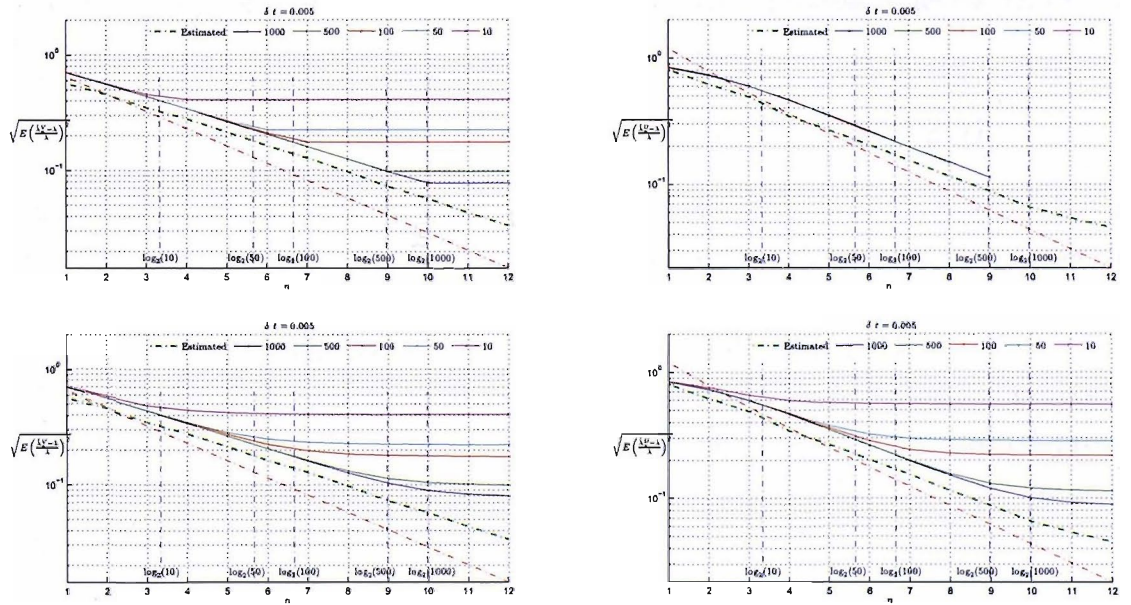 δ t = 0.005
Estimated 1000 500 100 50 10
10⁰
10⁻¹
log₂(10) log₂(50) log₂(100) log₂(500) log₂(1000)
1 2 3 4 5 6 7 8 9 10 11 12
n
δ t = 0.005
Estimated 1000 500 100 50 10
10⁰
10⁻¹
log₂(10) log₂(50) log₂(100) log₂(500) log₂(1000)
1 2 3 4 5 6 7 8 9 10 11 12
n
δ t = 0.005
Estimated 1000 500 100 50 10
10⁰
10⁻¹
log₂(10) log₂(50) log₂(100) log₂(500) log₂(1000)
1 2 3 4 5 6 7 8 9 10 11 12
n
δ t = 0.005
Estimated 1000 500 100 50 10
10⁰
10⁻¹
log₂(10) log₂(50) log₂(100) log₂(500) log₂(1000)
1 2 3 4 5 6 7 8 9 10 11 12
n